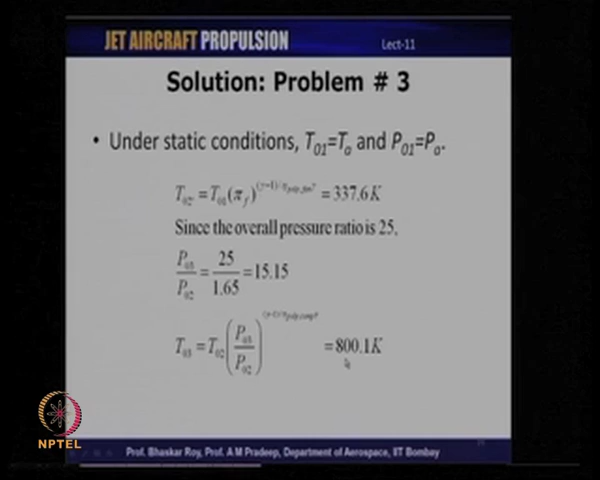 JET AIRCRAFT PROPULSION Lect-11
Solution: Problem # 3
• Under static conditions, T01=Ta and P01=Pa.
T02' = T01(πf)^(γ−1)/ηpoly,fanγ = 337.6K
Since the overall pressure ratio is 25,
P03/P02 = 25/1.65 = 15.15
T03 = T02(P03/P02)^(γ−1)/ηpoly,compγ = 800.1K
NPTEL
Prof. Bhaskar Roy, Prof. A M Pradeep, Department of Aerospace, IIT Bombay